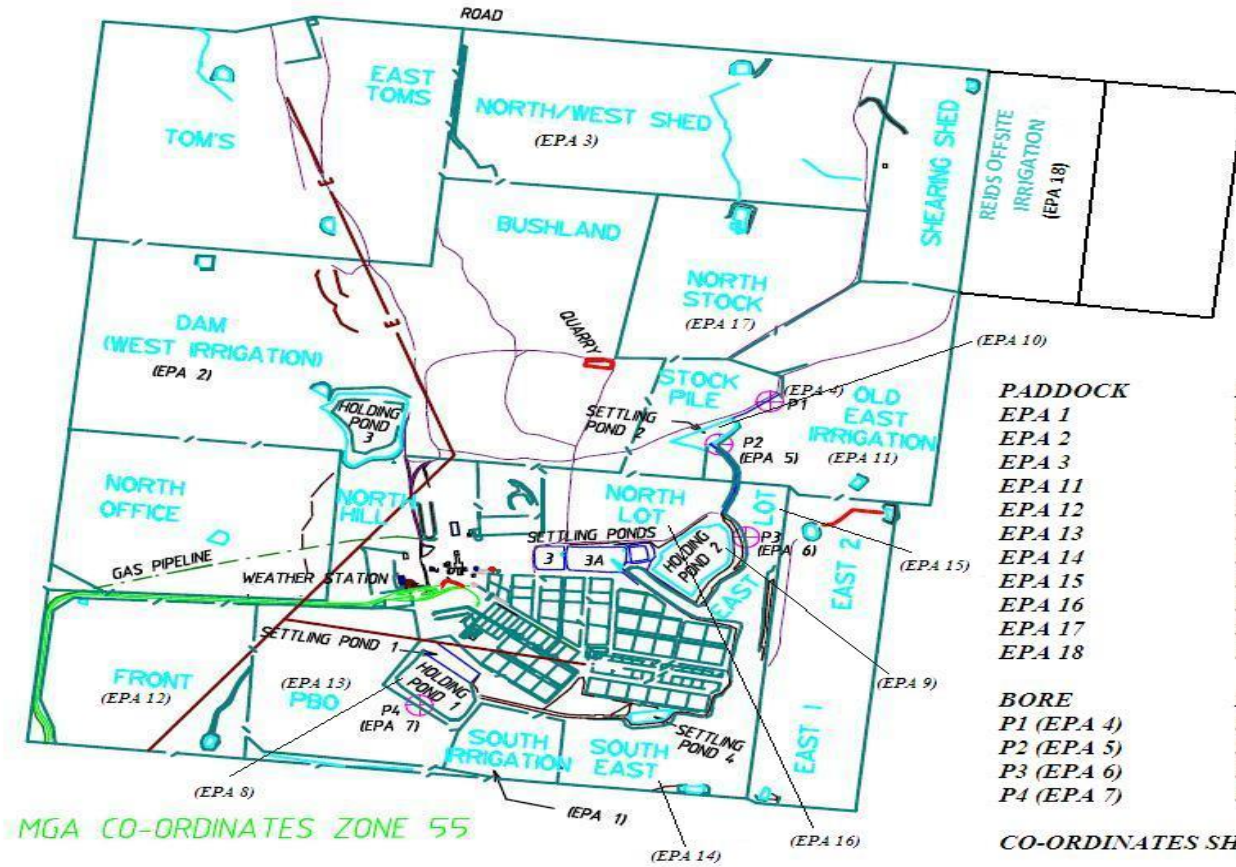 ROAD
EAST
TOMS
TOM'S
NORTH/WEST SHED
(EPA 3)
SHEARING SHED
REIDS OFFSITE
IRRIGATION
(EPA 18)
BUSHLAND
NORTH
STOCK
(EPA 17)
E
E
DAM
(WEST IRRIGATION)
(EPA 2)
QUARRY
(EPA 10)
STOCK
PILE
(EPA 4)
P1
SETTLING
POND 2
OLD
EAST
IRRIGATION
(EPA 11)
P2
(EPA 5)
HOLDING
POND
3
NORTH
OFFICE
NORTH
HILL
NORTH
LOT
EAST
LOT
SETTLING PONDS
3
3A
HOLDING
POND 2
P3
(EPA 6)
EAST 2
(EPA 15)
GAS PIPELINE
WEATHER STATION
SETTLING POND 1
HOLDING
POND 1
FRONT
(EPA 12)
(EPA 13)
PBO
P4
(EPA 7)
(EPA 9)
SOUTH
IRRIGATION
SOUTH
EAST
SETTLING
POND 4
EAST 1
(EPA 8)
(EPA 1)
(EPA 14)
(EPA 16)
MGA CO-ORDINATES ZONE 55
PADDOCK
EPA 1
EPA 2
EPA 3
EPA 11
EPA 12
EPA 13
EPA 14
EPA 15
EPA 16
EPA 17
EPA 18
BORE
P1 (EPA 4)
P2 (EPA 5)
P3 (EPA 6)
P4 (EPA 7)
CO-ORDINATES SH